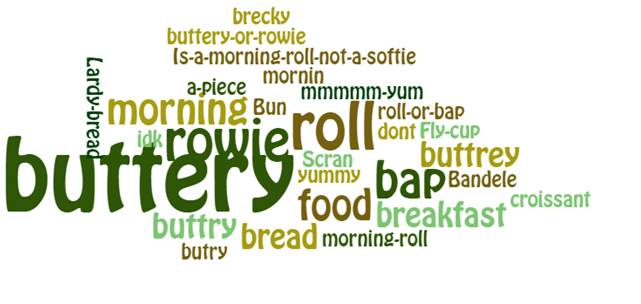 brecky
buttery-or-rowie
Is-a-morning-roll-not-a-softie
mornin
Lardy-bread
a-piece
mmmmm-yum
morning
Bun
roll
roll-or-bap
idk
rowie
dont
Fly-cup
buttery
Scran
buttrey
yummy
bap
Bandele
food
breakfast
croissant
buttry
bread
morning-roll
butry